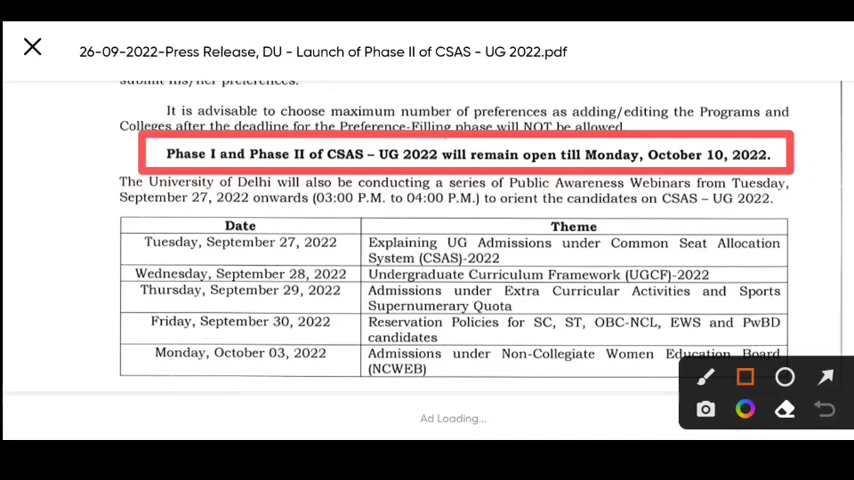 26-09-2022-Press Release, DU - Launch of Phase II of CSAS - UG 2022.pdf
submit his/her preferences.
It is advisable to choose maximum number of preferences as adding/editing the Programs and
Colleges after the deadline for the Preference-Filling phase will NOT be allowed
Phase I and Phase II of CSAS – UG 2022 will remain open till Monday, October 10, 2022.
The University of Delhi will also be conducting a series of Public Awareness Webinars from Tuesday,
September 27, 2022 onwards (03:00 P.M. to 04:00 P.M.) to orient the candidates on CSAS – UG 2022.
Date Theme
Tuesday, September 27, 2022 Explaining UG Admissions under Common Seat Allocation
System (CSAS)-2022
Wednesday, September 28, 2022 Undergraduate Curriculum Framework (UGCF)-2022
Thursday, September 29, 2022 Admissions under Extra Curricular Activities and Sports
Supernumerary Quota
Friday, September 30, 2022 Reservation Policies for SC, ST, OBC-NCL, EWS and PwBD
candidates
Monday, October 03, 2022 Admissions under Non-Collegiate Women Education Board
(NCWEB)
Ad Loading...